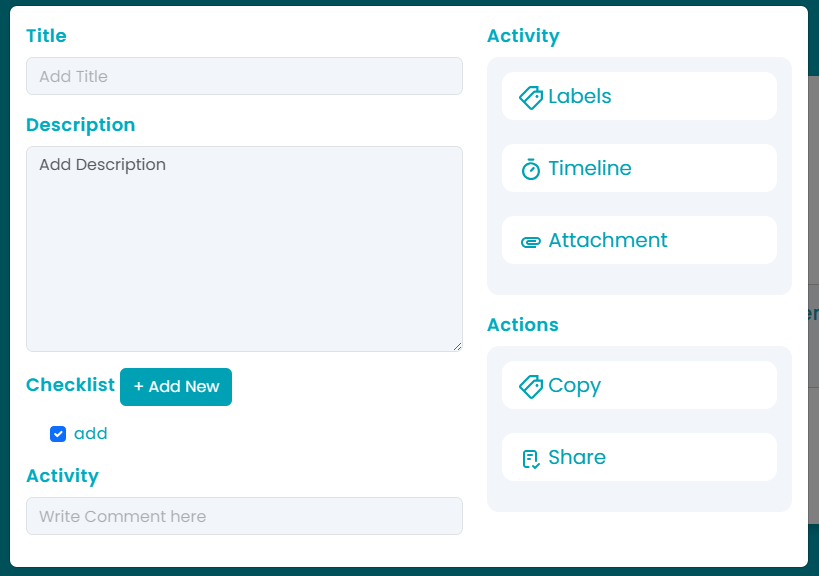 Title
Add Title
Description
Add Description
Checklist + Add New
add
Activity
Write Comment here
Activity
Labels
Timeline
Attachment
Actions
Copy
Share